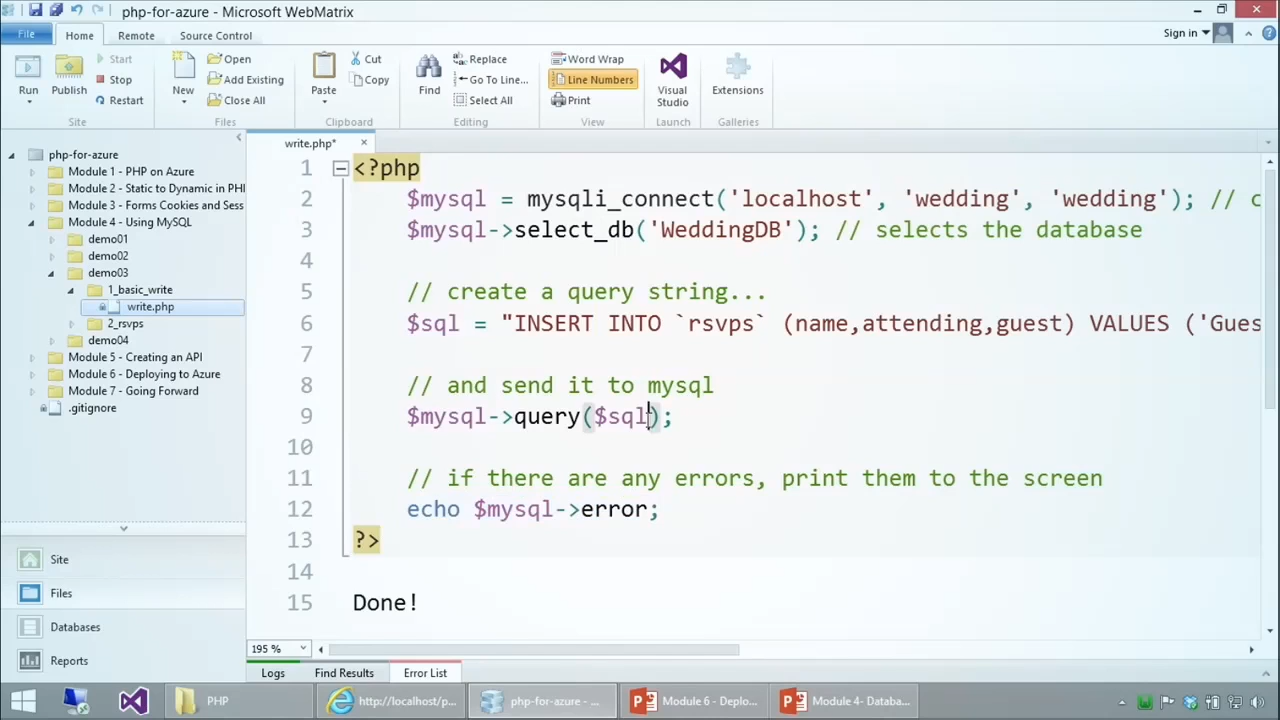 php-for-azure - Microsoft WebMatrix
File Home Remote Source Control Sign in
Run Publish Start Stop Restart Site
New Open Add Existing Close All Files
Paste Cut Copy Clipboard
Find Replace Go To Line... Select All Editing
Word Wrap Line Numbers Print View
Visual Studio Launch
Extensions Galleries
php-for-azure
Module 1 - PHP on Azure
Module 2 - Static to Dynamic in PHI
Module 3 - Forms Cookies and Sess
Module 4 - Using MySQL
demo01
demo02
demo03
1_basic_write
write.php
2_rsvps
demo04
Module 5 - Creating an API
Module 6 - Deploying to Azure
Module 7 - Going Forward
.gitignore
Site
Files
Databases
Reports
write.php*
1 <?php
2 $mysql = mysqli_connect('localhost', 'wedding', 'wedding'); // c
3 $mysql->select_db('WeddingDB'); // selects the database
4
5 // create a query string...
6 $sql = "INSERT INTO `rsvps` (name,attending,guest) VALUES ('Gues
7
8 // and send it to mysql
9 $mysql->query($sql);
10
11 // if there are any errors, print them to the screen
12 echo $mysql->error;
13 ?>
14
15 Done!
195 %
Logs Find Results Error List
PHP http://localhost/p... php-for-azure - ... Module 6 - Deplo... Module 4- Databa...